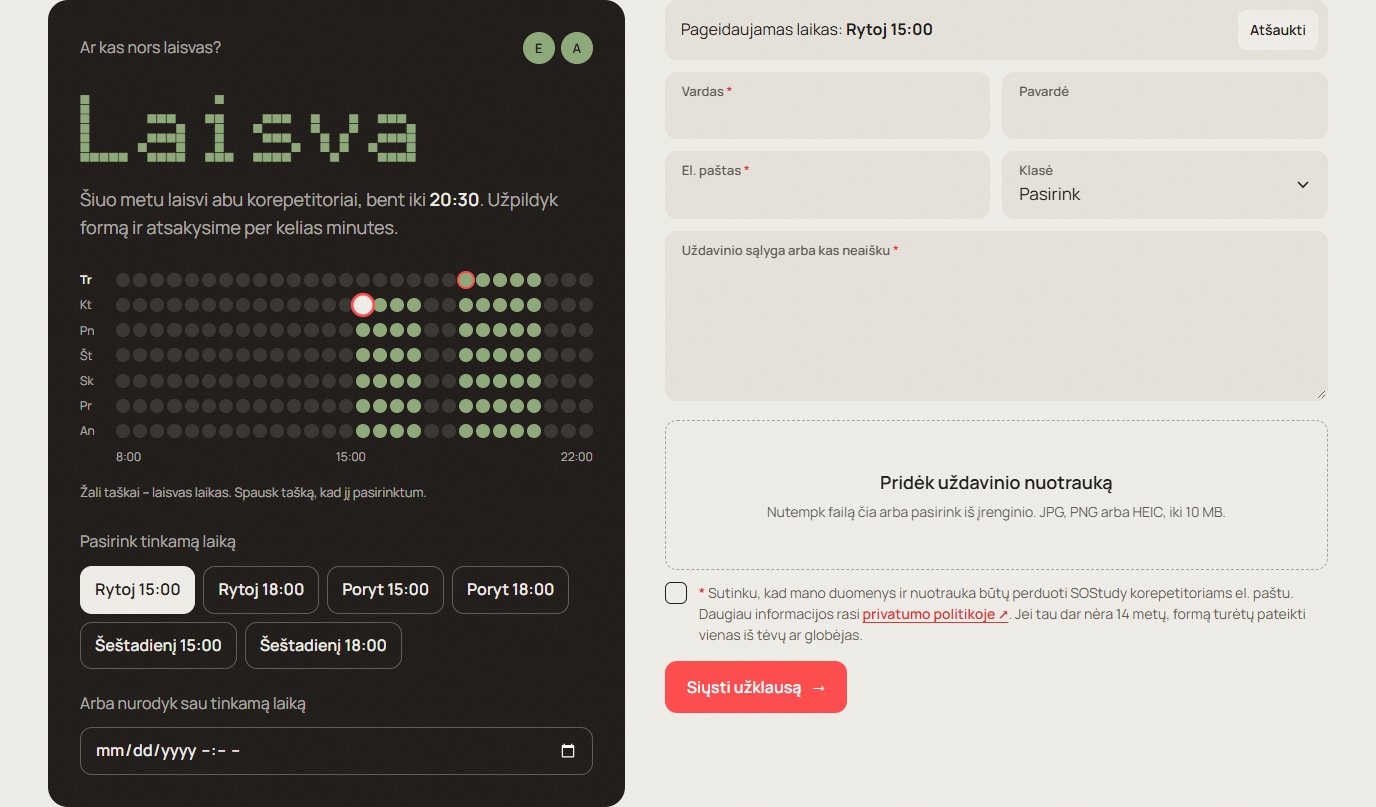 Ar kas nors laisvas?
E A
Laisva
Šiuo metu laisvi abu korepetitoriai, bent iki 20:30. Užpildyk
formą ir atsakysime per kelias minutes.
Tr
Kt
Pn
Št
Sk
Pr
An
8:00 15:00 22:00
Žali taškai – laisvas laikas. Spausk tašką, kad jį pasirinktum.
Pasirink tinkamą laiką
Rytoj 15:00 Rytoj 18:00 Poryt 15:00 Poryt 18:00
Šeštadienį 15:00 Šeštadienį 18:00
Arba nurodyk sau tinkamą laiką
mm/dd/yyyy --:-- --
Pageidaujamas laikas: Rytoj 15:00 Atšaukti
Vardas * Pavardė
El. paštas * Klasė
Pasirink
Uždavinio sąlyga arba kas neaišku *
Pridėk uždavinio nuotrauką
Nutempk failą čia arba pasirink iš įrenginio. JPG, PNG arba HEIC, iki 10 MB.
* Sutinku, kad mano duomenys ir nuotrauka būtų perduoti SOStudy korepetitoriams el. paštu.
Daugiau informacijos rasi privatumo politikoje ↗. Jei tau dar nėra 14 metų, formą turėtų pateikti
vienas iš tėvų ar globėjas.
Siųsti užklausą →